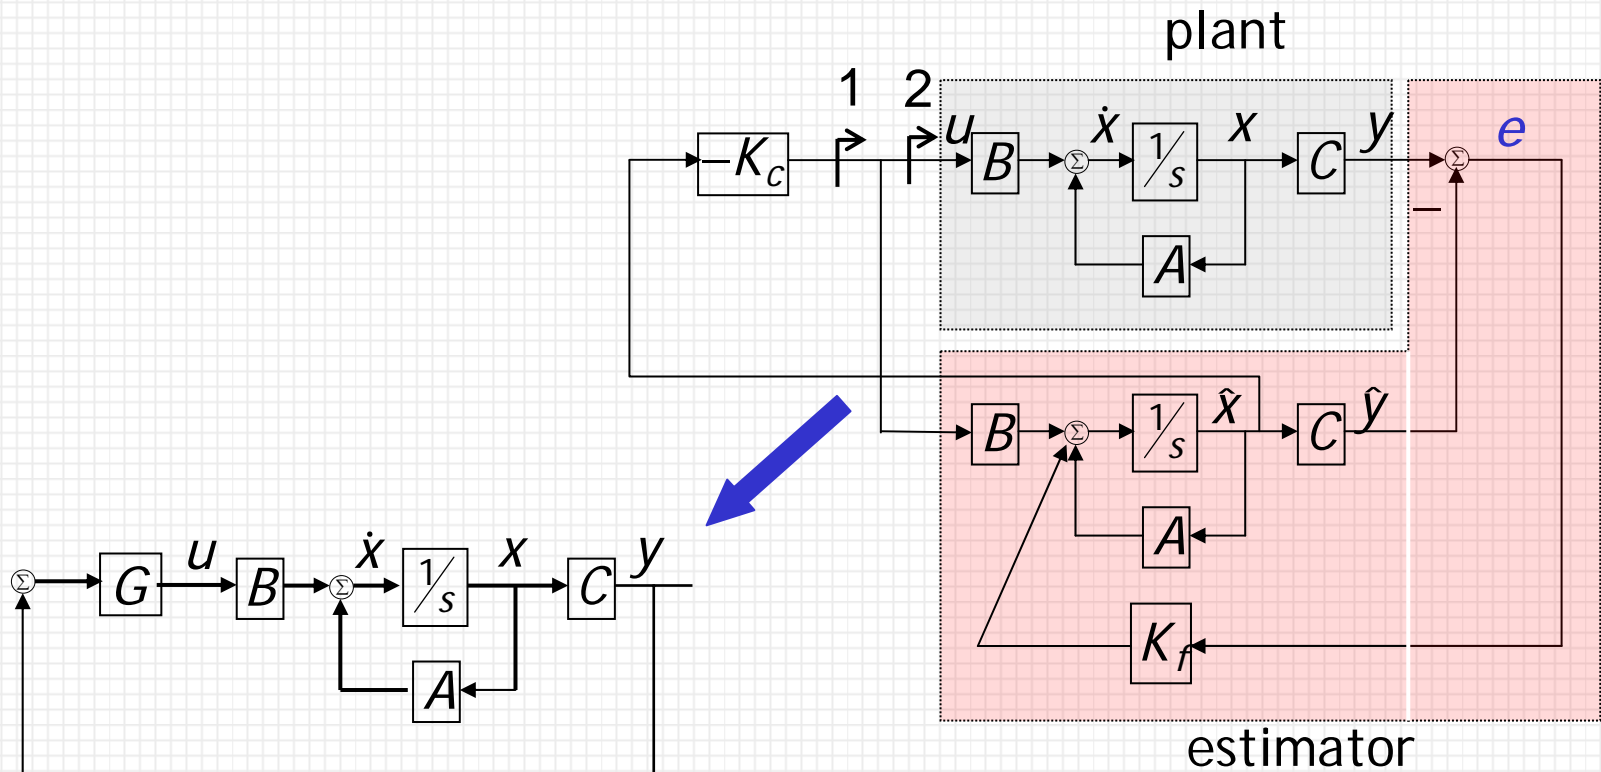 plant
1 2
−K_c u B Σ ẋ 1/s x C y Σ e
−
A
B Σ 1/s x̂ C ŷ
A
Σ G u B Σ ẋ 1/s x C y
K_f
A
estimator